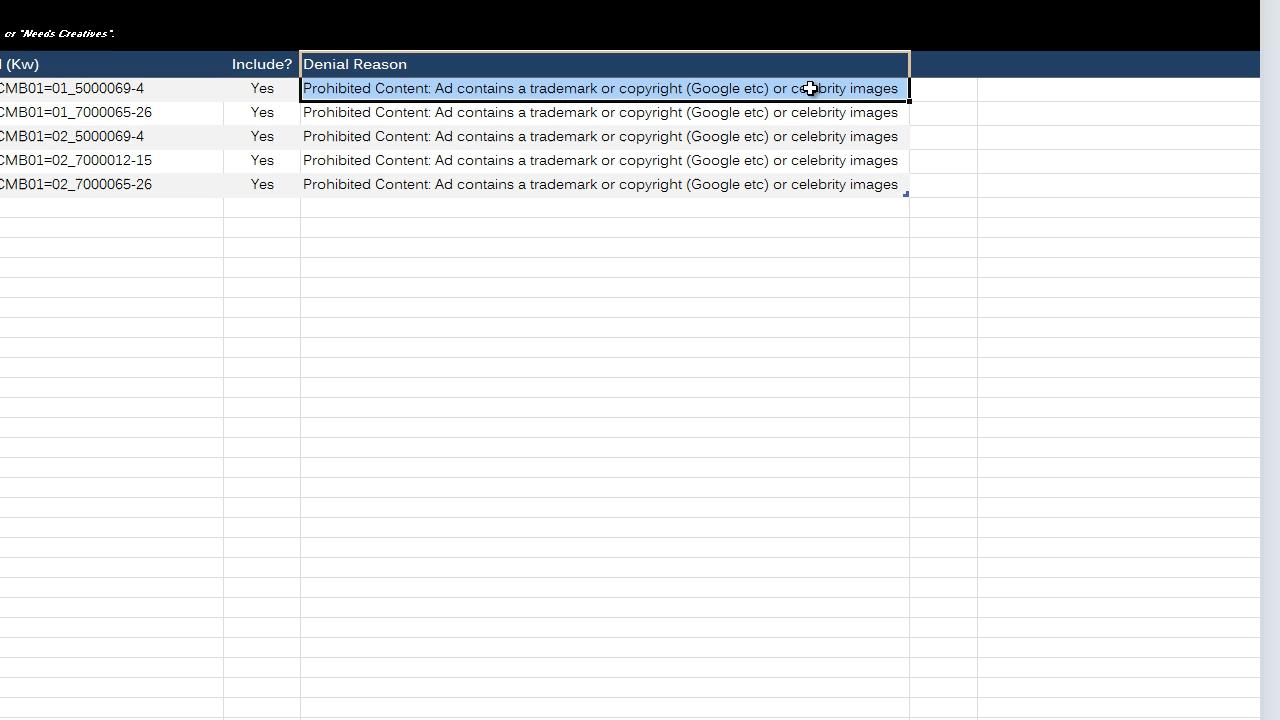 or "Needs Creatives".
(Kw) Include? Denial Reason
CMB01=01_5000069-4 Yes Prohibited Content: Ad contains a trademark or copyright (Google etc) or celebrity images
CMB01=01_7000065-26 Yes Prohibited Content: Ad contains a trademark or copyright (Google etc) or celebrity images
CMB01=02_5000069-4 Yes Prohibited Content: Ad contains a trademark or copyright (Google etc) or celebrity images
CMB01=02_7000012-15 Yes Prohibited Content: Ad contains a trademark or copyright (Google etc) or celebrity images
CMB01=02_7000065-26 Yes Prohibited Content: Ad contains a trademark or copyright (Google etc) or celebrity images